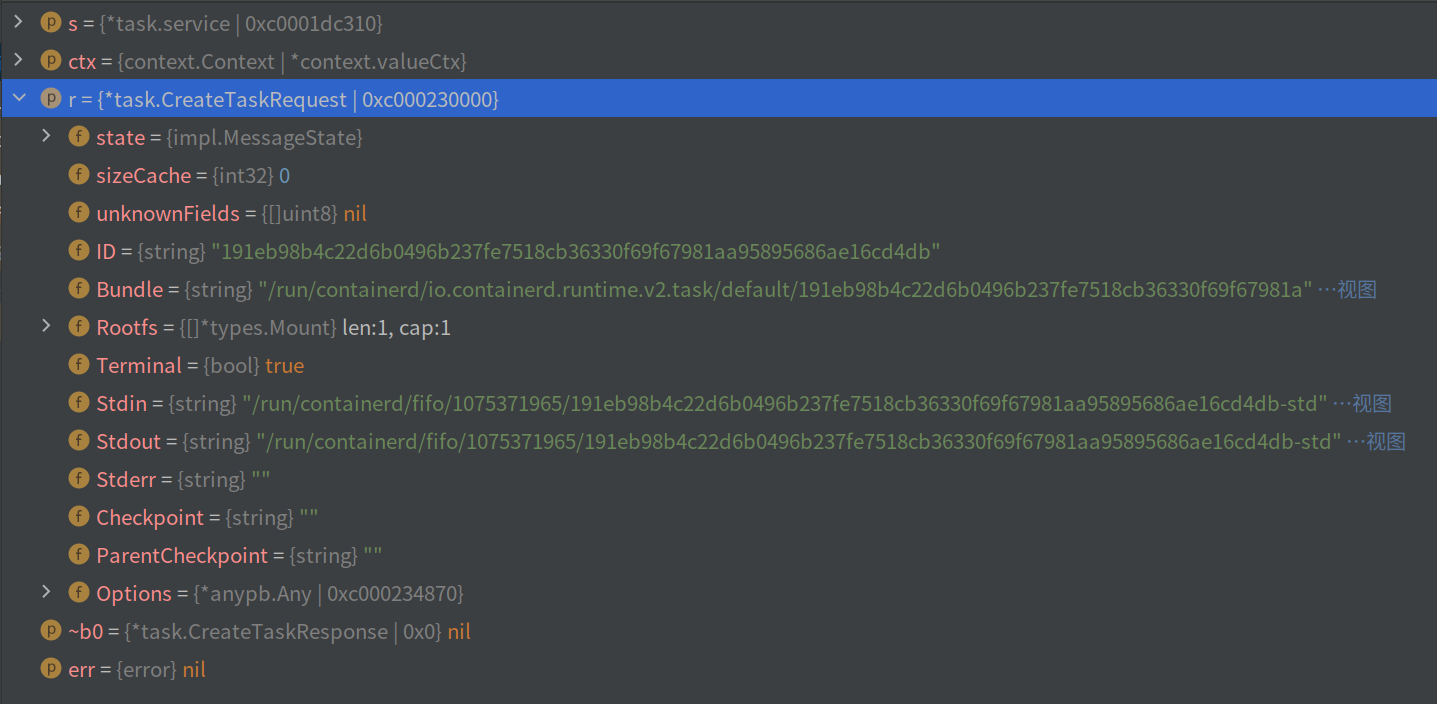 p s = {*task.service | 0xc0001dc310}
p ctx = {context.Context | *context.valueCtx}
p r = {*task.CreateTaskRequest | 0xc000230000}
f state = {impl.MessageState}
f sizeCache = {int32} 0
f unknownFields = {[]uint8} nil
f ID = {string} "191eb98b4c22d6b0496b237fe7518cb36330f69f67981aa95895686ae16cd4db"
f Bundle = {string} "/run/containerd/io.containerd.runtime.v2.task/default/191eb98b4c22d6b0496b237fe7518cb36330f69f67981a" …视图
f Rootfs = {[]*types.Mount} len:1, cap:1
f Terminal = {bool} true
f Stdin = {string} "/run/containerd/fifo/1075371965/191eb98b4c22d6b0496b237fe7518cb36330f69f67981aa95895686ae16cd4db-std" …视图
f Stdout = {string} "/run/containerd/fifo/1075371965/191eb98b4c22d6b0496b237fe7518cb36330f69f67981aa95895686ae16cd4db-std" …视图
f Stderr = {string} ""
f Checkpoint = {string} ""
f ParentCheckpoint = {string} ""
f Options = {*anypb.Any | 0xc000234870}
p ~b0 = {*task.CreateTaskResponse | 0x0} nil
p err = {error} nil